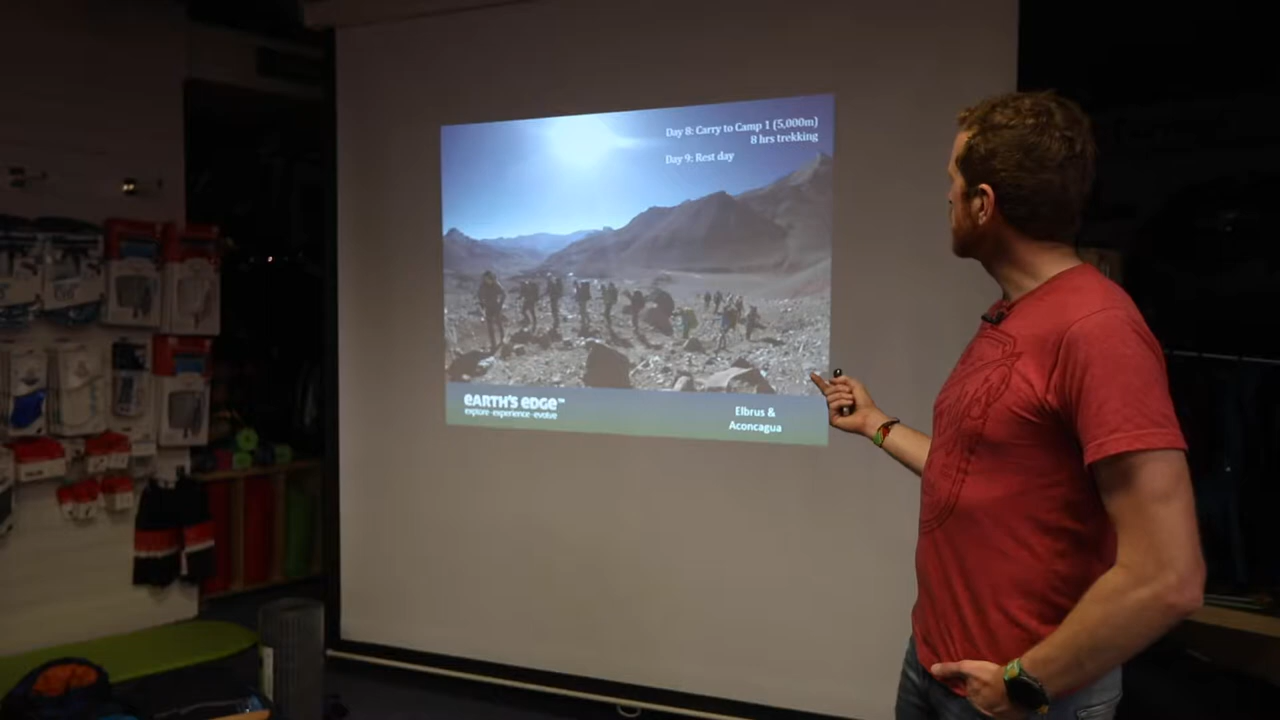 Day 8: Carry to Camp 1 (5,000m)
8 hrs trekking
Day 9: Rest day
eARTH'S eDGE™
explore·experience·evolve
Elbrus &
Aconcagua